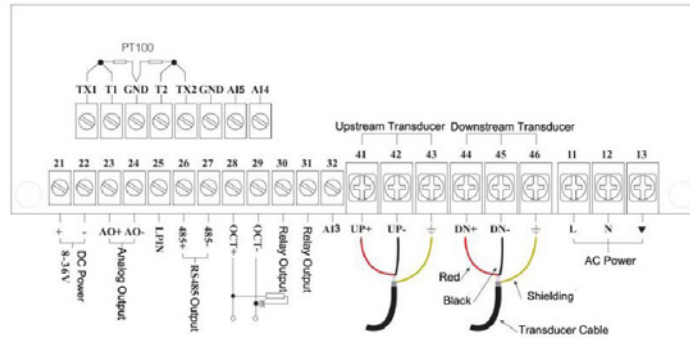 PT100
TX1 T1 GND T2 TX2 GND AI5 AI4
Upstream Transducer Downstream Transducer
21 22 23 24 25 26 27 28 29 30 31 32 41 42 43 44 45 46 11 12 13
+ - AO+ AO- LPIN 485+ 485- OCT+ OCT- Relay Output Relay Output AI3 UP+ UP- DN+ DN- L N
DC Power
8-36V
Analog Output
RS485 Output
AC Power
Red
Black
Shielding
Transducer Cable